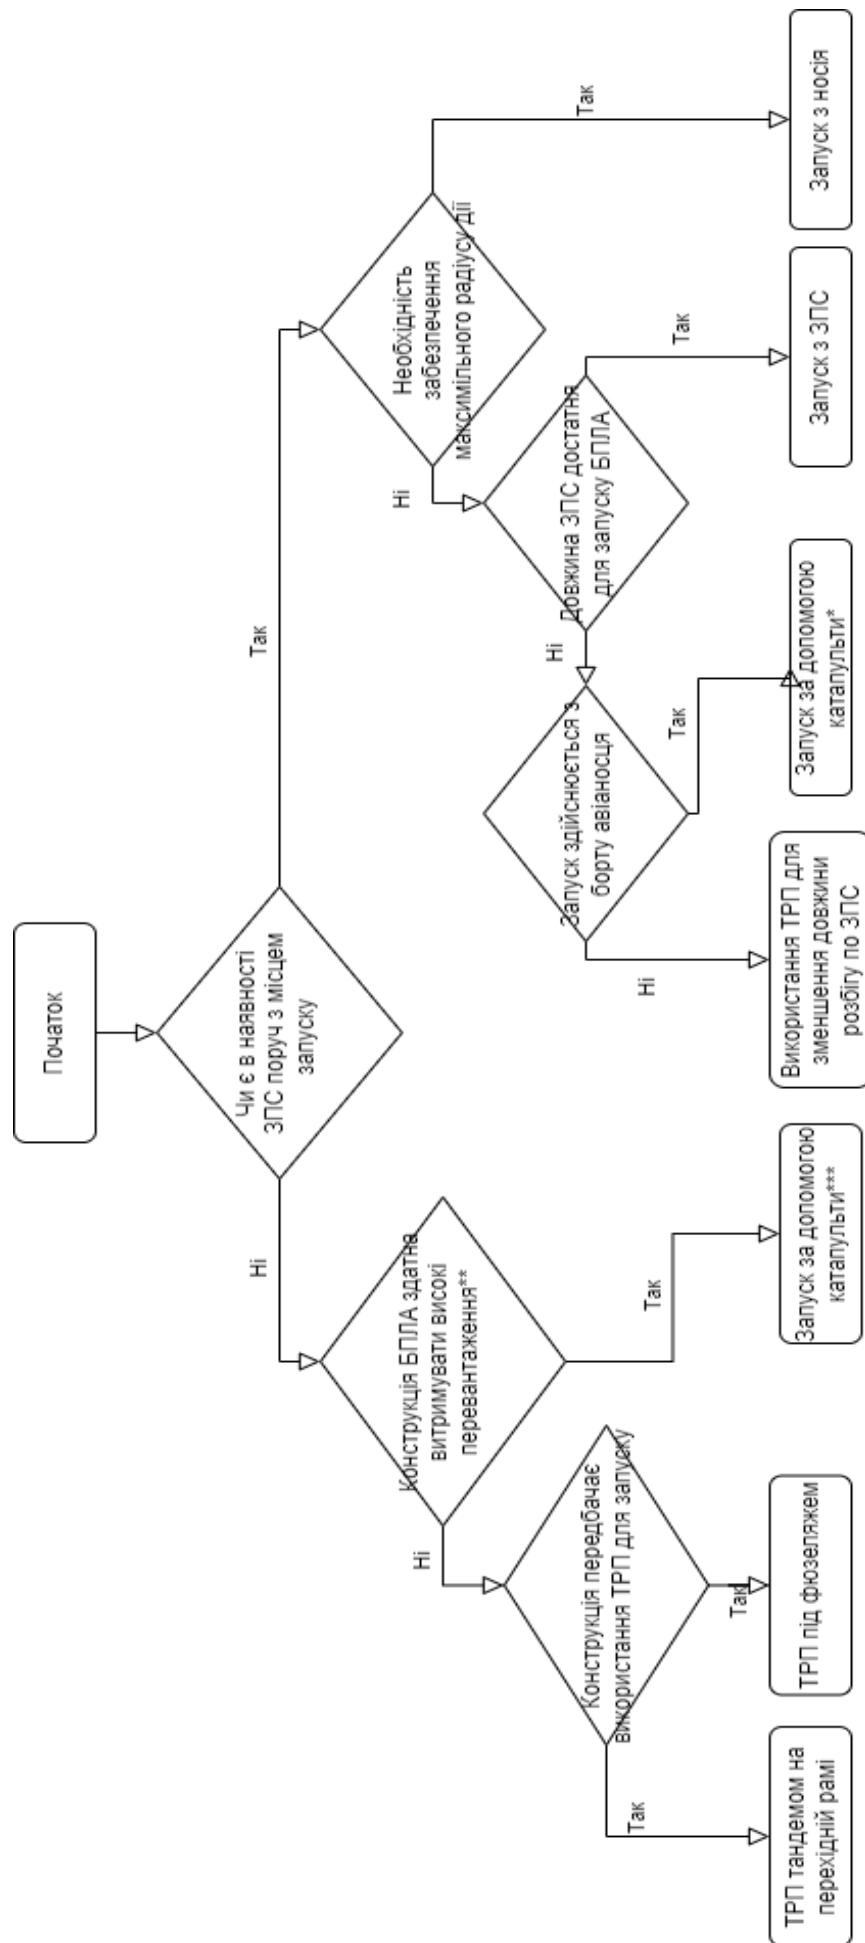 Початок
Чи є в наявності
ЗПС поруч з місцем
запуску
Ні
Так
Конструкція БПЛА здатна
витримувати високі
перевантаження**
Необхідність
забезпечення
максимільного радіусу дії
Ні
Так
Ні
Так
Конструкція передбачає
використання ТРП для запуску
Довжина ЗПС достатня
для запуску БПЛА
Так
Так
Ні
Так
Запуск здійснюється з
борту авіаносця
Ні
Так
ТРП тандемом на
перехідній рамі
ТРП під фюзеляжем
Запуск за допомогою
катапульти***
Використання ТРП для
зменшення довжини
розбігу по ЗПС
Запуск за допомогою
катапульти*
Запуск з ЗПС
Запуск з носія